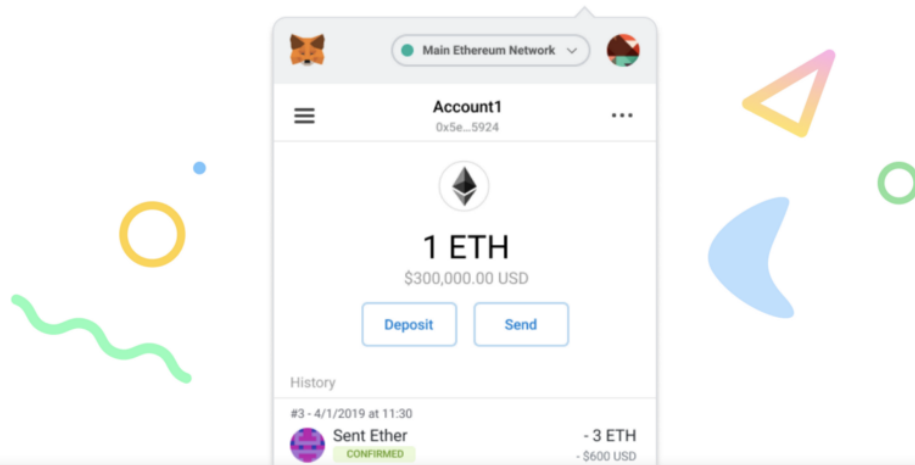 Main Ethereum Network
Account1
0x5e...5924
1 ETH
$300,000.00 USD
Deposit Send
History
#3 - 4/1/2019 at 11:30
Sent Ether - 3 ETH
CONFIRMED - $600 USD